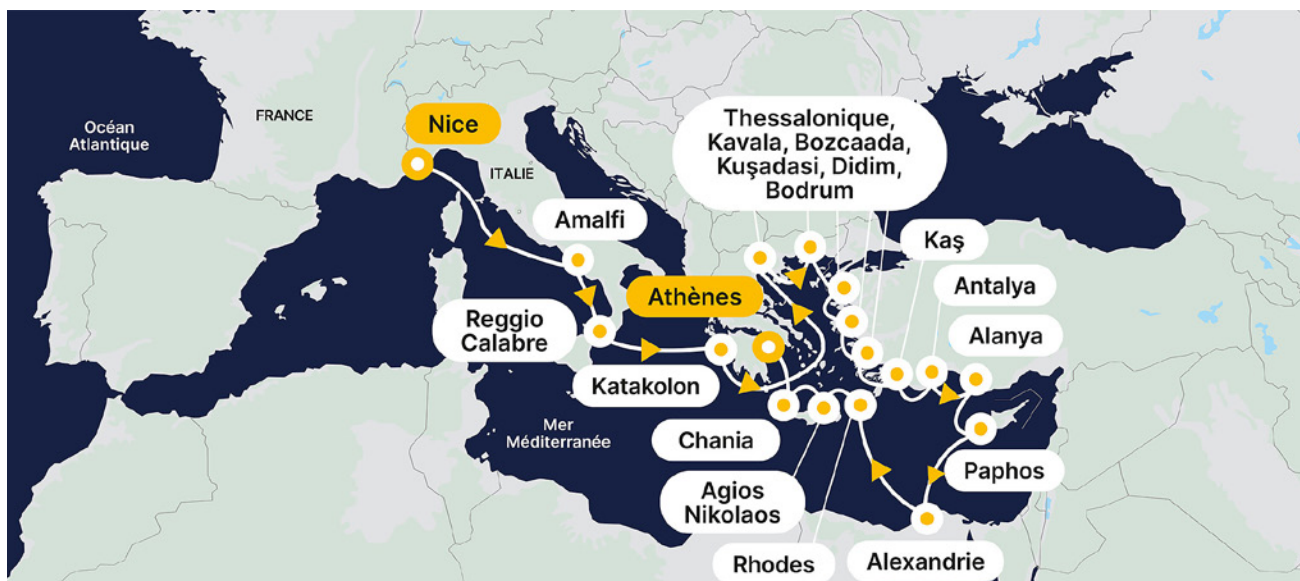 Océan
Atlantique
FRANCE
Nice
ITALIE
Amalfi
Reggio
Calabre
Athènes
Katakolon
Mer
Méditerranée
Thessalonique,
Kavala, Bozcaada,
Kuşadasi, Didim,
Bodrum
Kaş
Antalya
Alanya
Chania
Agios
Nikolaos
Paphos
Rhodes
Alexandrie